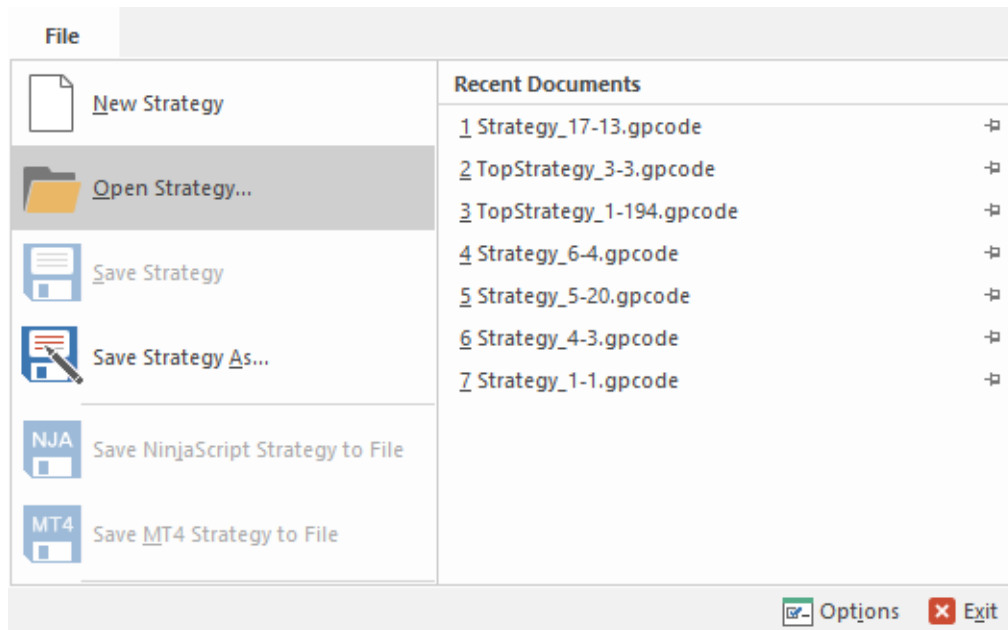 File
New Strategy
Open Strategy...
Save Strategy
Save Strategy As...
NJA
Save NinjaScript Strategy to File
MT4
Save MT4 Strategy to File
Recent Documents
1 Strategy_17-13.gpcode
2 TopStrategy_3-3.gpcode
3 TopStrategy_1-194.gpcode
4 Strategy_6-4.gpcode
5 Strategy_5-20.gpcode
6 Strategy_4-3.gpcode
7 Strategy_1-1.gpcode
Options
Exit